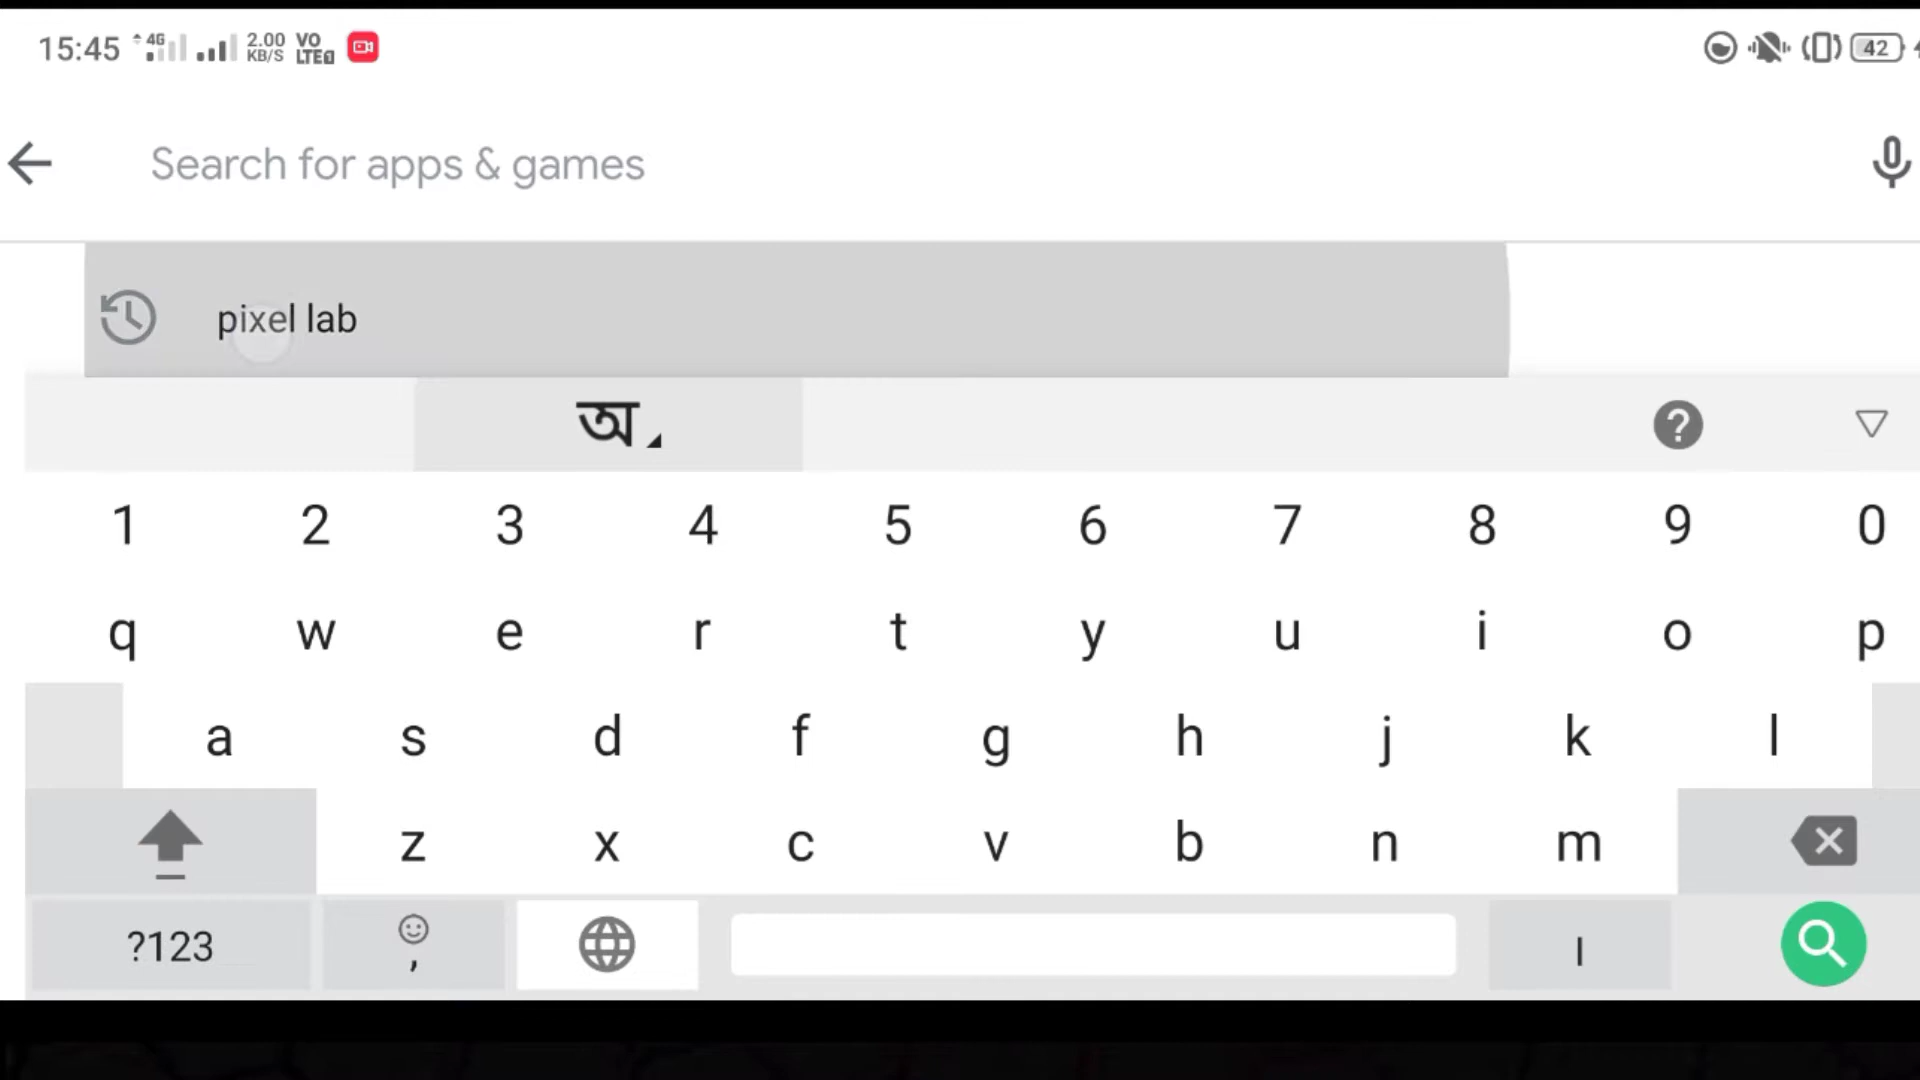 15:45 4G 2.00 KB/S VO LTE 42
Search for apps & games
pixel lab
অ
1 2 3 4 5 6 7 8 9 0
q w e r t y u i o p
a s d f g h j k l
z x c v b n m
?123 , ।